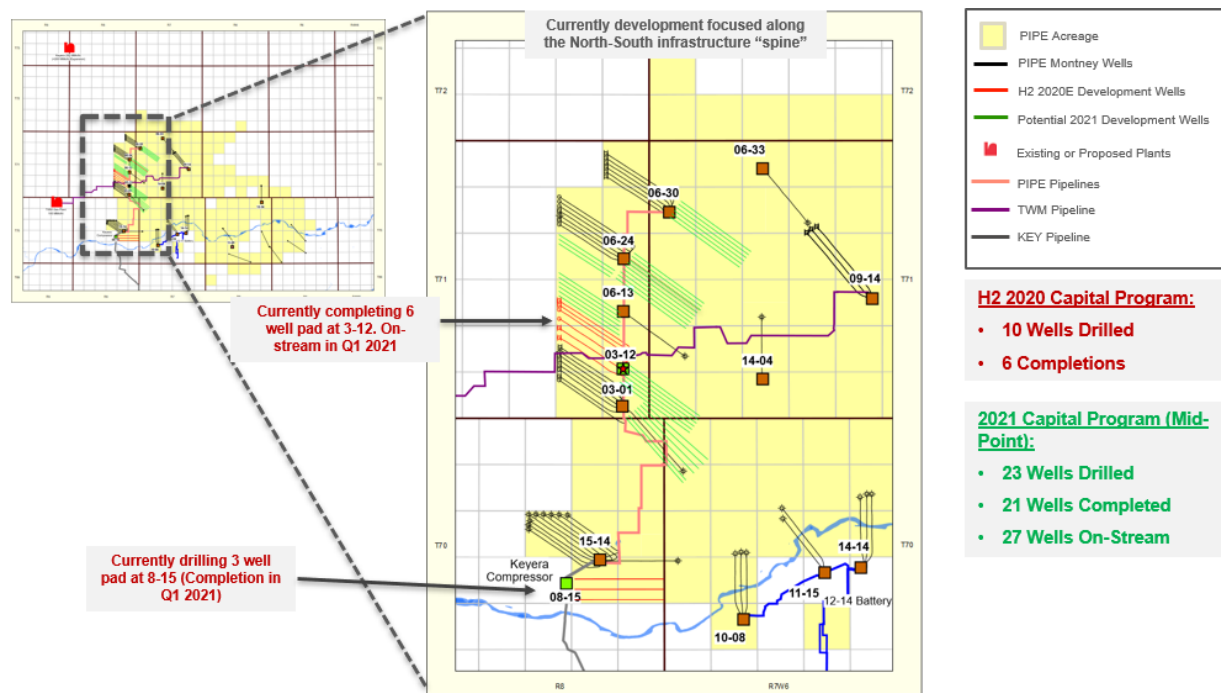 Currently development focused along
the North-South infrastructure “spine”
T72
T72
T71
T71
T70
T70
R8
R7W6
06-33
06-30
06-24
09-14
06-13
03-12
14-04
03-01
15-14
14-14
Keyera
Compressor
08-15
11-15
12-14 Battery
10-08
Currently completing 6
well pad at 3-12. On-
stream in Q1 2021
Currently drilling 3 well
pad at 8-15 (Completion in
Q1 2021)
PIPE Acreage
PIPE Montney Wells
H2 2020E Development Wells
Potential 2021 Development Wells
Existing or Proposed Plants
PIPE Pipelines
TWM Pipeline
KEY Pipeline
H2 2020 Capital Program:
• 10 Wells Drilled
• 6 Completions
2021 Capital Program (Mid-
Point):
• 23 Wells Drilled
• 21 Wells Completed
• 27 Wells On-Stream